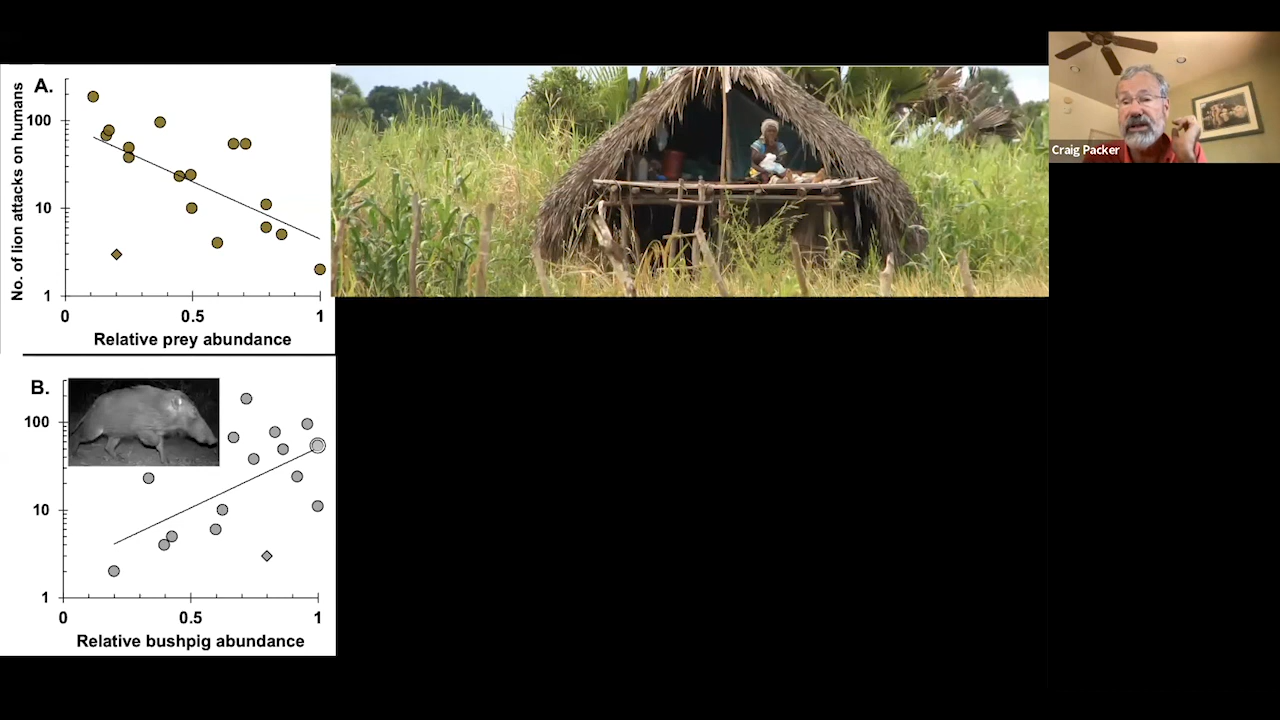 A.
No. of lion attacks on humans
100
10
1
0
0.5
1
Relative prey abundance
B.
100
10
1
0
0.5
1
Relative bushpig abundance
Craig Packer